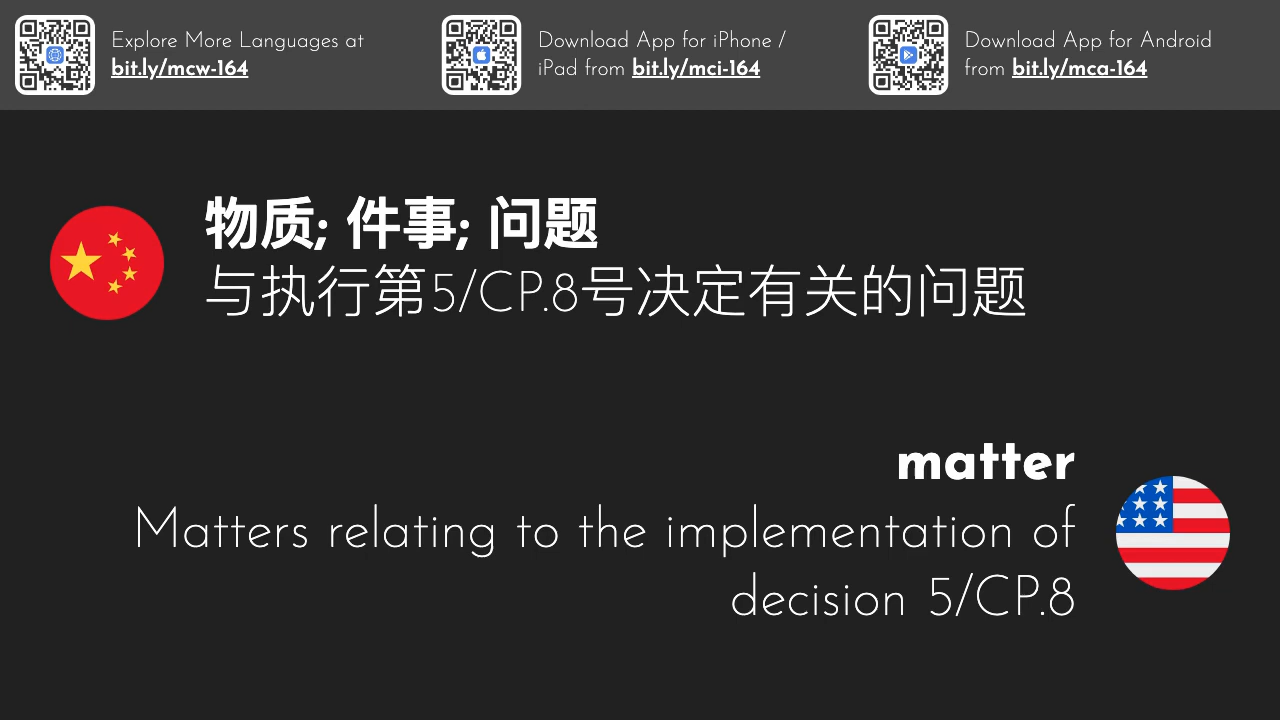 Explore More Languages at
bit.ly/mcw-164
Download App for iPhone /
iPad from bit.ly/mci-164
Download App for Android
from bit.ly/mca-164
物质; 件事; 问题
与执行第5/CP.8号决定有关的问题
matter
Matters relating to the implementation of
decision 5/CP.8